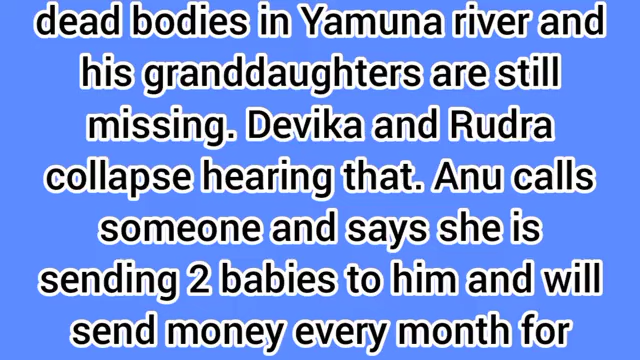 dead bodies in Yamuna river and
his granddaughters are still
missing. Devika and Rudra
collapse hearing that. Anu calls
someone and says she is
sending 2 babies to him and will
send money every month for